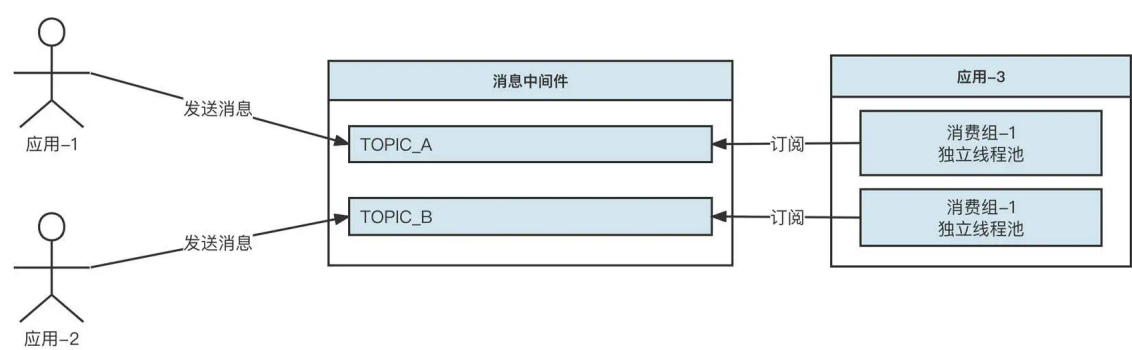 应用-1
发送消息
应用-2
发送消息
消息中间件
TOPIC_A
TOPIC_B
订阅
订阅
应用-3
消费组-1
独立线程池
消费组-1
独立线程池